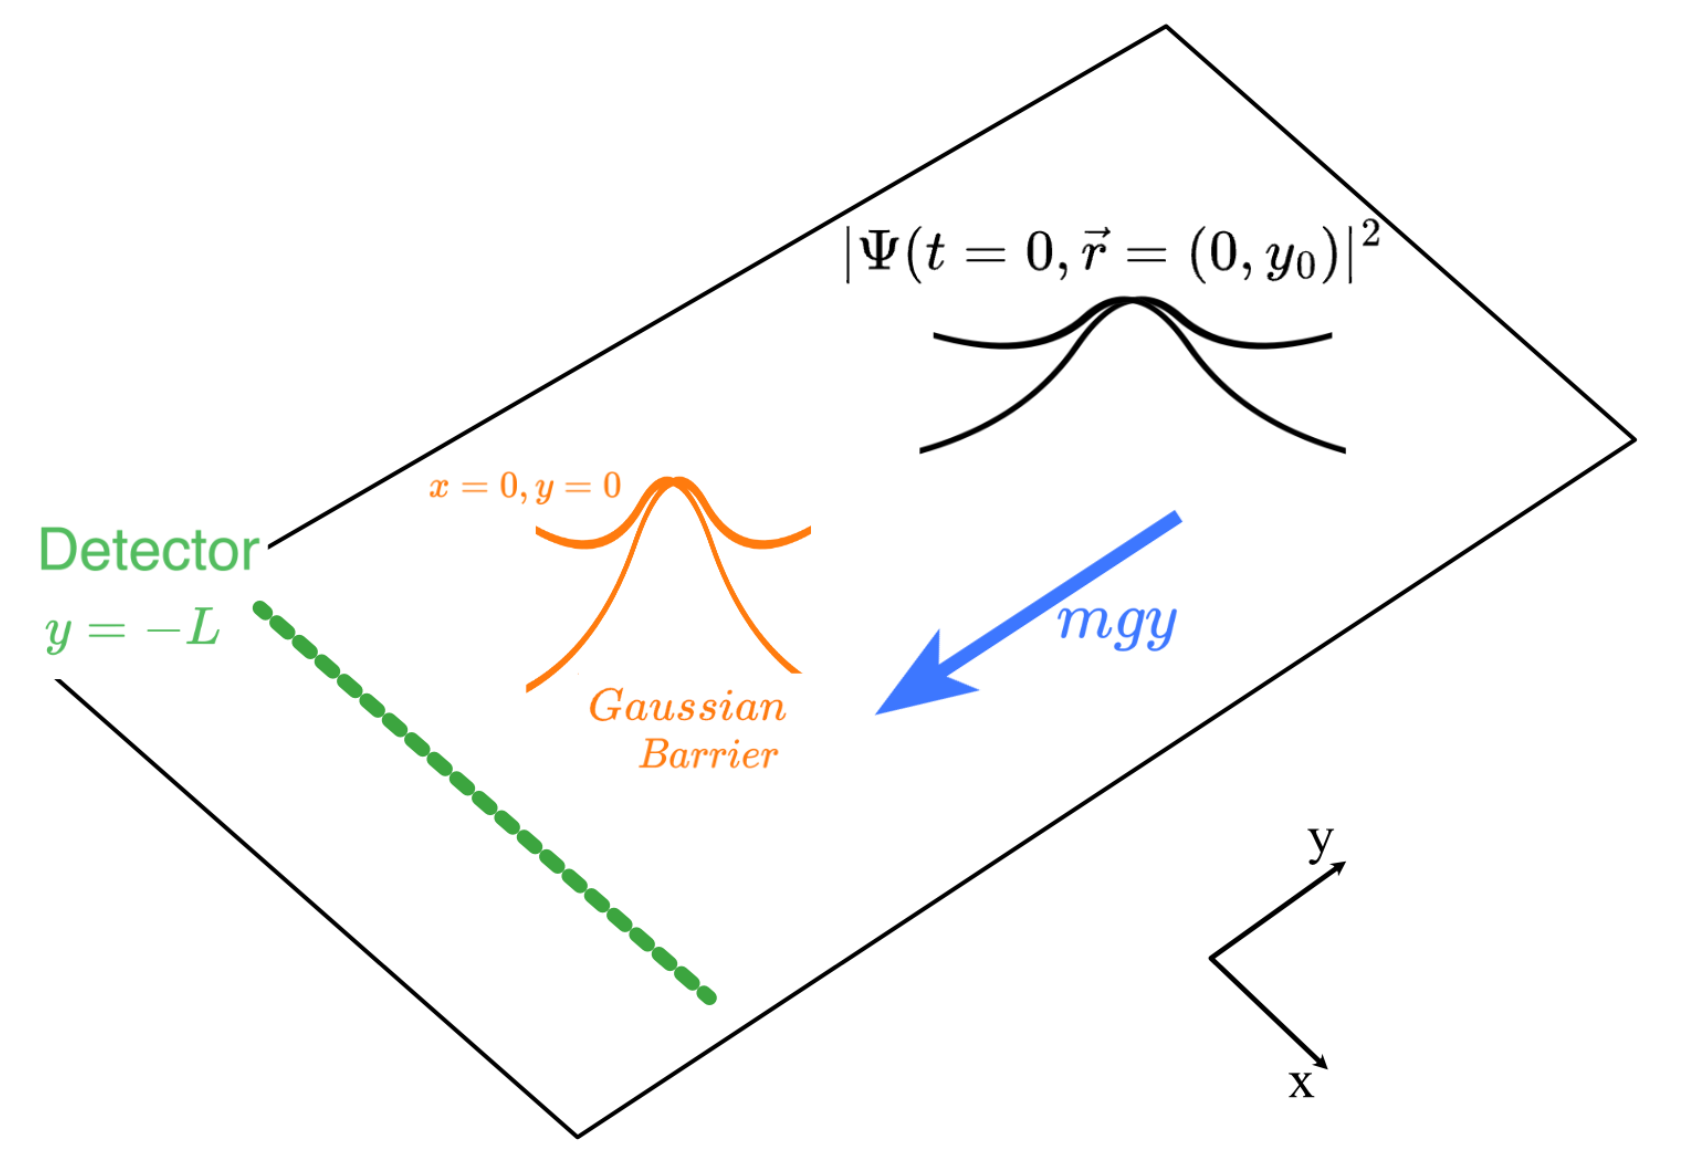 |Ψ(t = 0, r⃗ = (0, y₀)|²
x = 0, y = 0
Detector
y = −L
mgy
Gaussian
Barrier
y
x